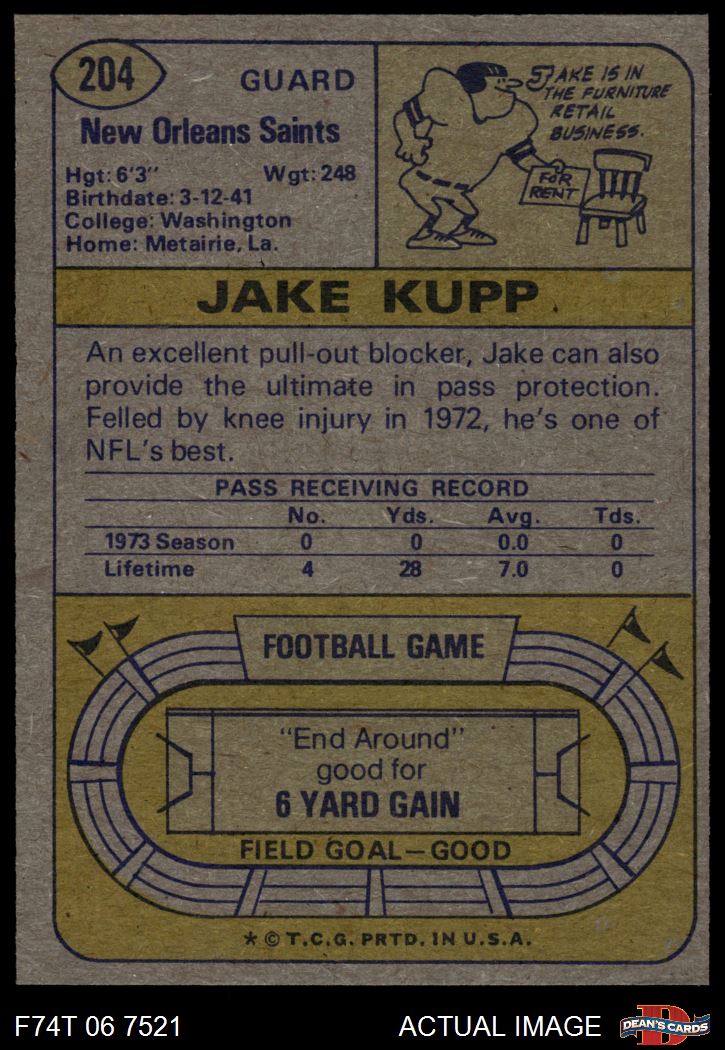 204
GUARD
New Orleans Saints
Hgt: 6'3" Wgt: 248
Birthdate: 3-12-41
College: Washington
Home: Metairie, La.
JAKE IS IN
THE FURNITURE
RETAIL
BUSINESS.
FOR
RENT
JAKE KUPP
An excellent pull-out blocker, Jake can also
provide the ultimate in pass protection.
Felled by knee injury in 1972, he's one of
NFL's best.
PASS RECEIVING RECORD
No. Yds. Avg. Tds.
1973 Season 0 0 0.0 0
Lifetime 4 28 7.0 0
FOOTBALL GAME
"End Around"
good for
6 YARD GAIN
FIELD GOAL—GOOD
* © T.C.G. PRTD. IN U.S.A.
F74T 06 7521 ACTUAL IMAGE
D
DEAN'S CARDS